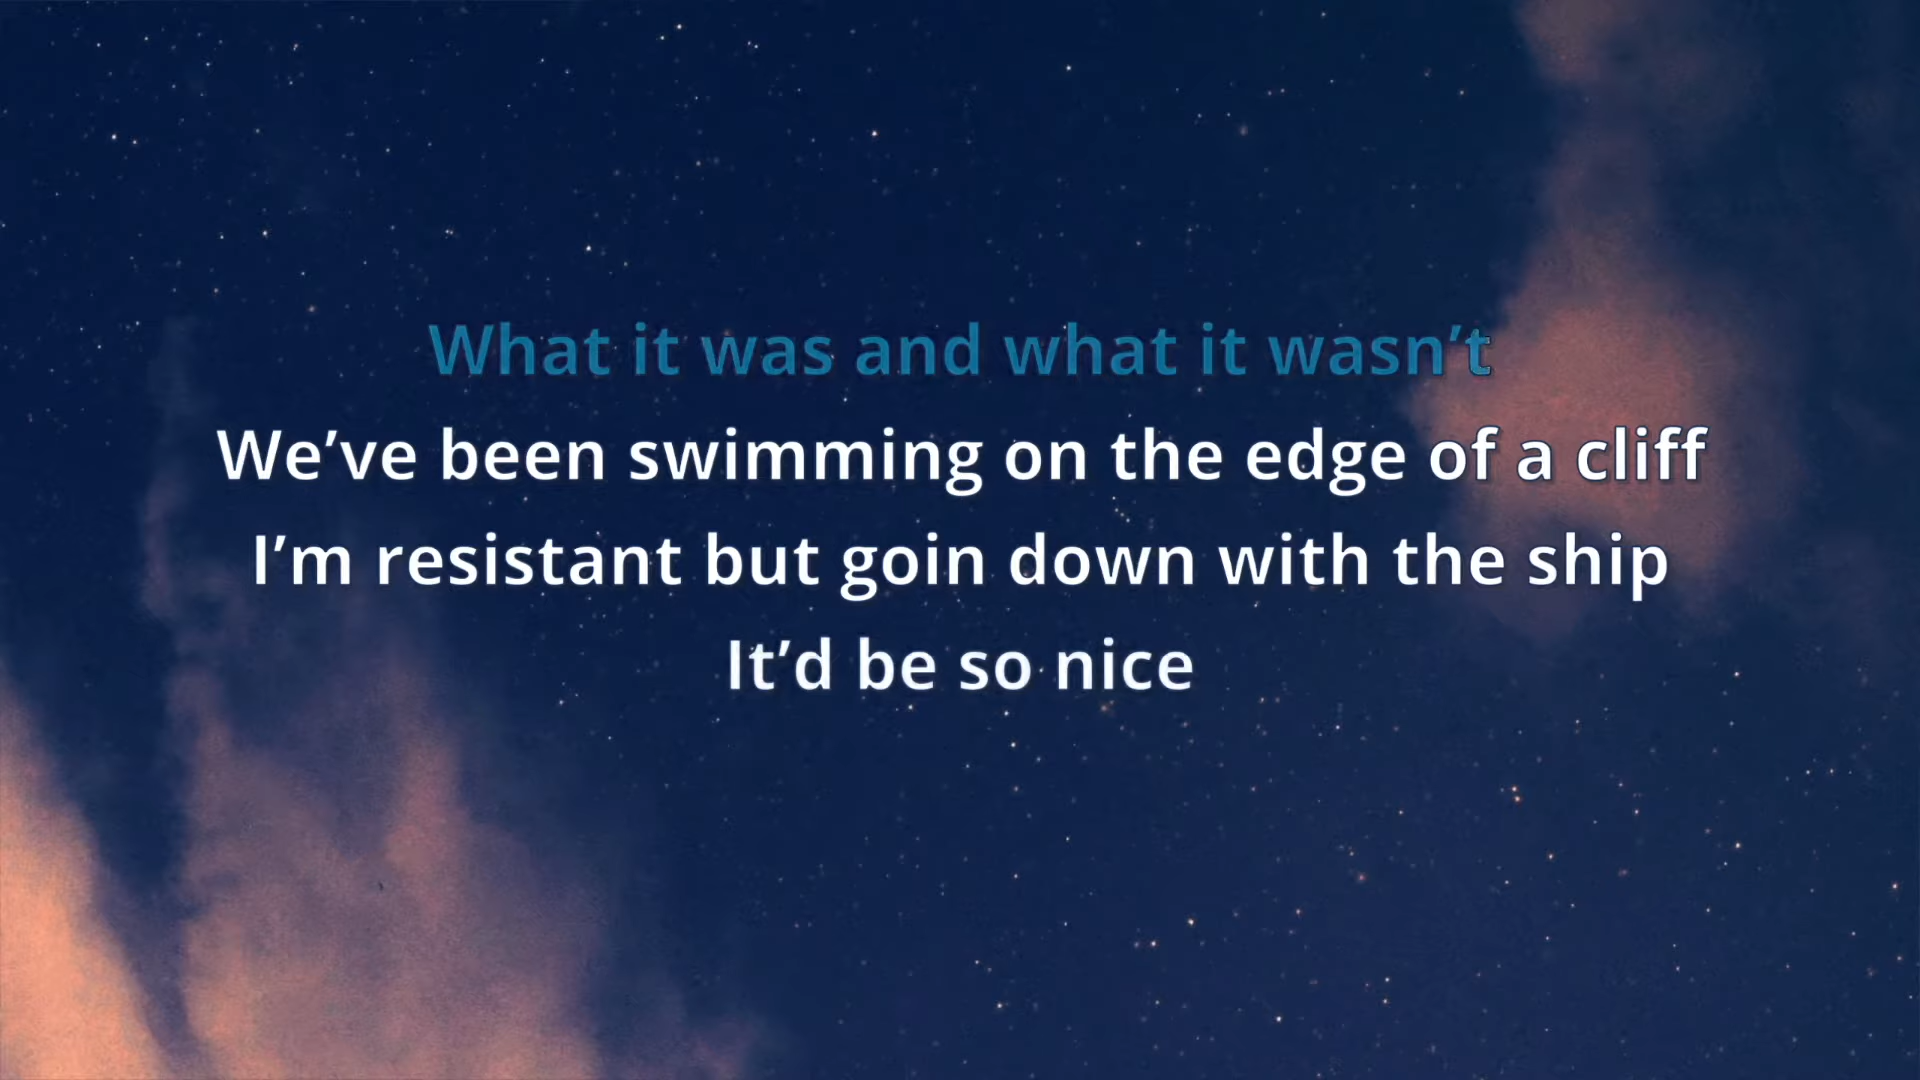 What it was and what it wasn’t
We’ve been swimming on the edge of a cliff
I’m resistant but goin down with the ship
It’d be so nice